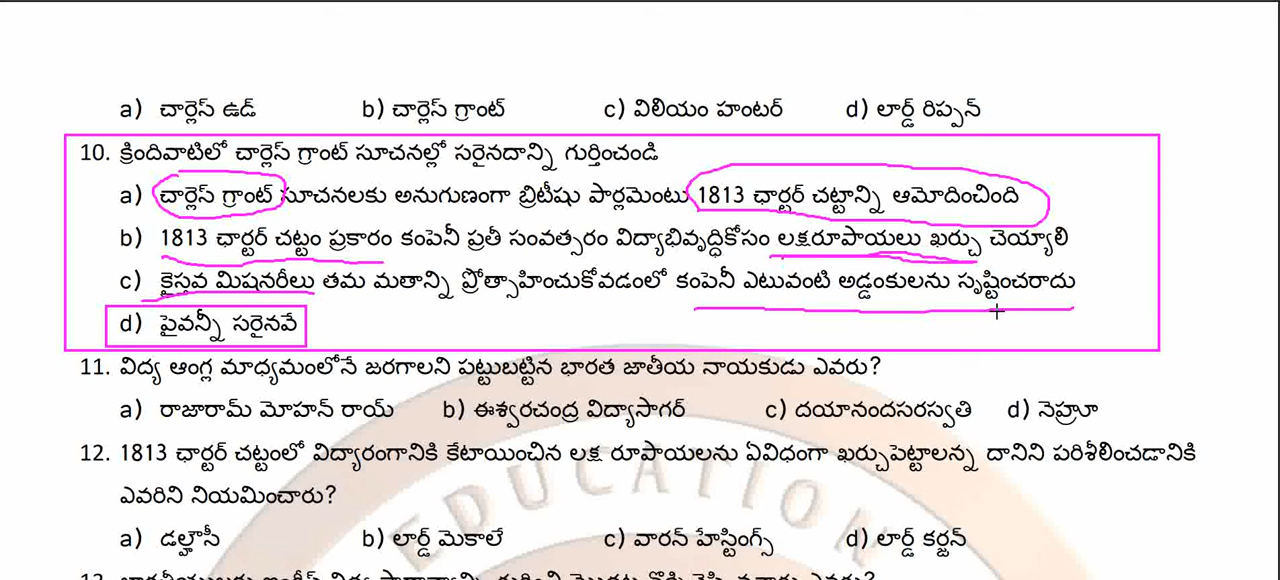 a) చార్లెస్ ఉడ్ b) చార్లెస్ గ్రాంట్ c) విలియం హంటర్ d) లార్డ్ రిప్పన్
10. క్రిందివాటిలో చార్లెస్ గ్రాంట్ సూచనల్లో సరైనదాన్ని గుర్తించండి
a) చార్లెస్ గ్రాంట్ సూచనలకు అనుగుణంగా బ్రిటీషు పార్లమెంటు 1813 ఛార్టర్ చట్టాన్ని ఆమోదించింది
b) 1813 ఛార్టర్ చట్టం ప్రకారం కంపెనీ ప్రతీ సంవత్సరం విద్యాభివృద్ధికోసం లక్షరూపాయలు ఖర్చు చెయ్యాలి
c) కైస్తవ మిషనరీలు తమ మతాన్ని ప్రోత్సాహించుకోవడంలో కంపెనీ ఎటువంటి అడ్డంకులను సృష్టించరాదు
d) పైవన్నీ సరైనవే
11. విద్య ఆంగ్ల మాధ్యమంలోనే జరగాలని పట్టుబట్టిన భారత జాతీయ నాయకుడు ఎవరు?
a) రాజారామ్ మోహన్ రాయ్ b) ఈశ్వరచంద్ర విద్యాసాగర్ c) దయానందసరస్వతి d) నెహ్రూ
12. 1813 ఛార్టర్ చట్టంలో విద్యారంగానికి కేటాయించిన లక్ష రూపాయలను ఏవిధంగా ఖర్చుపెట్టాలన్న దానిని పరిశీలించడానికి
ఎవరిని నియమించారు?
a) డల్హౌసీ b) లార్డ్ మెకాలే c) వారన్ హేస్టింగ్స్ d) లార్డ్ కర్జన్
EDUCATION